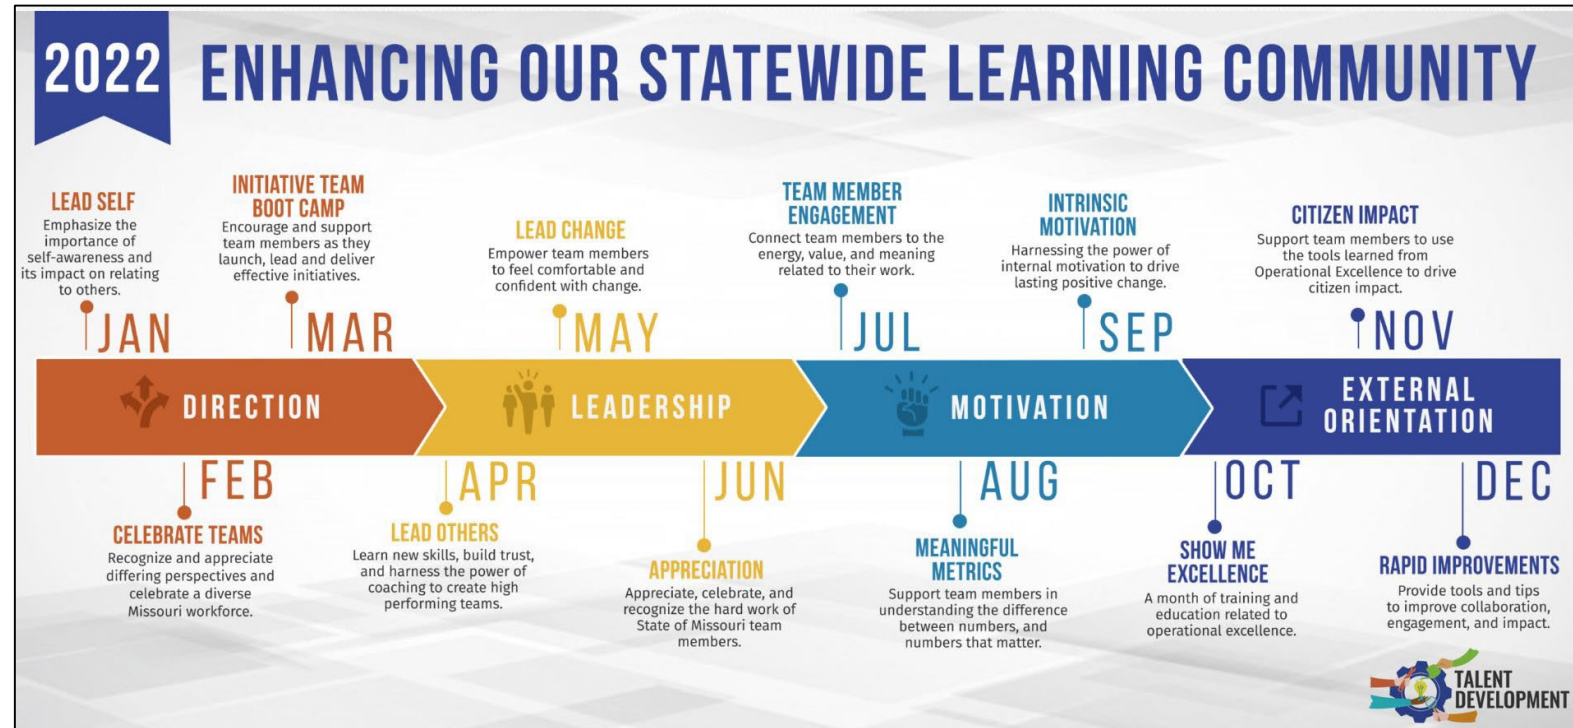 2022 ENHANCING OUR STATEWIDE LEARNING COMMUNITY
LEAD SELF
Emphasize the
importance of
self-awareness and
its impact on relating
to others.
JAN
INITIATIVE TEAM
BOOT CAMP
Encourage and support
team members as they
launch, lead and deliver
effective initiatives.
MAR
LEAD CHANGE
Empower team members
to feel comfortable and
confident with change.
MAY
TEAM MEMBER
ENGAGEMENT
Connect team members to the
energy, value, and meaning
related to their work.
JUL
INTRINSIC
MOTIVATION
Harnessing the power of
internal motivation to drive
lasting positive change.
SEP
CITIZEN IMPACT
Support team members to use
the tools learned from
Operational Excellence to drive
citizen impact.
NOV
DIRECTION
LEADERSHIP
MOTIVATION
EXTERNAL
ORIENTATION
FEB
CELEBRATE TEAMS
Recognize and appreciate
differing perspectives and
celebrate a diverse
Missouri workforce.
APR
LEAD OTHERS
Learn new skills, build trust,
and harness the power of
coaching to create high
performing teams.
JUN
APPRECIATION
Appreciate, celebrate, and
recognize the hard work of
State of Missouri team
members.
AUG
MEANINGFUL
METRICS
Support team members in
understanding the difference
between numbers, and
numbers that matter.
OCT
SHOW ME
EXCELLENCE
A month of training and
education related to
operational excellence.
DEC
RAPID IMPROVEMENTS
Provide tools and tips
to improve collaboration,
engagement, and impact.
TALENT
DEVELOPMENT